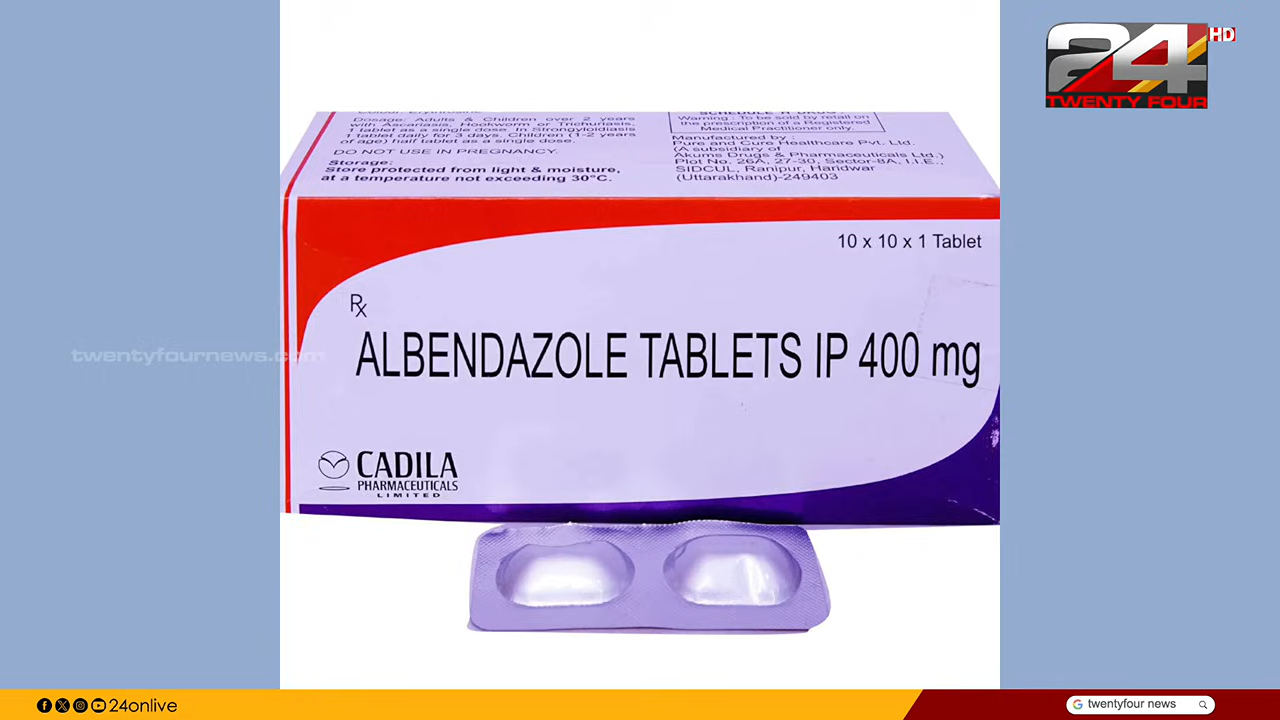 24 HD
TWENTY FOUR
Dosage: Adults & Children over 2 years
with Ascariasis, Hookworm or Trichuriasis,
1 tablet as a single dose. In Strongyloidiasis
1 tablet daily for 3 days. Children (1-2 years
of age) half tablet as a single dose.
DO NOT USE IN PREGNANCY.
Storage:
Store protected from light & moisture,
at a temperature not exceeding 30°C.
Warning : To be sold by retail on
the prescription of a Registered
Medical Practitioner only.
Manufactured by :
Pure and Cure Healthcare Pvt. Ltd.
(A subsidiary of
Akums Drugs & Pharmaceuticals Ltd.)
Plot No. 26A, 27-30, Sector-8A, I.I.E.,
SIDCUL, Ranipur, Haridwar
(Uttarakhand)-249403
10 x 10 x 1 Tablet
Rx
ALBENDAZOLE TABLETS IP 400 mg
twentyfournews.com
CADILA
PHARMACEUTICALS
LIMITED
24onlive
twentyfour news